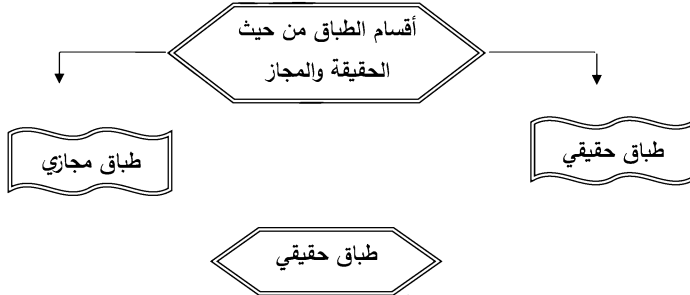 أقسام الطباق من حيث
الحقيقة والمجاز
طباق حقيقي
طباق مجازي
طباق حقيقي